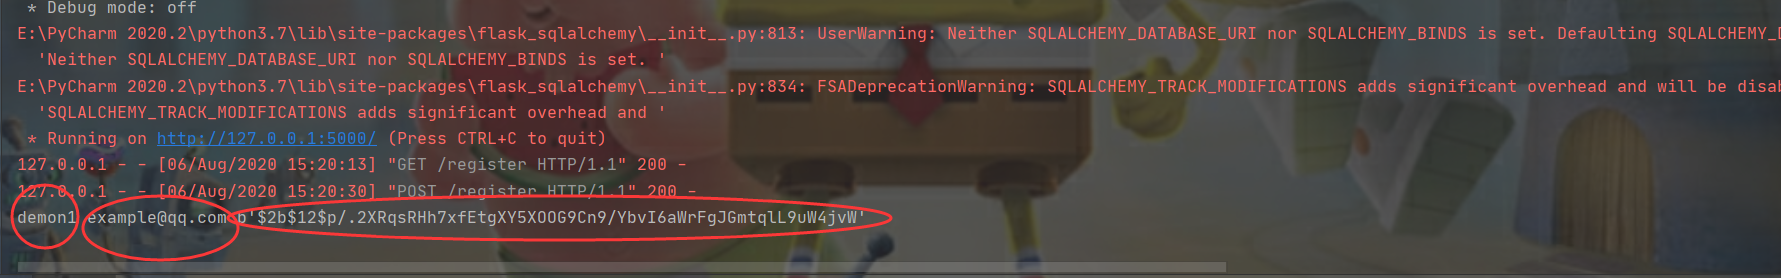 * Debug mode: off
E:\PyCharm 2020.2\python3.7\lib\site-packages\flask_sqlalchemy\__init__.py:813: UserWarning: Neither SQLALCHEMY_DATABASE_URI nor SQLALCHEMY_BINDS is set. Defaulting SQLALCHEMY_D
'Neither SQLALCHEMY_DATABASE_URI nor SQLALCHEMY_BINDS is set. '
E:\PyCharm 2020.2\python3.7\lib\site-packages\flask_sqlalchemy\__init__.py:834: FSADeprecationWarning: SQLALCHEMY_TRACK_MODIFICATIONS adds significant overhead and will be disab
'SQLALCHEMY_TRACK_MODIFICATIONS adds significant overhead and '
* Running on http://127.0.0.1:5000/ (Press CTRL+C to quit)
127.0.0.1 - - [06/Aug/2020 15:20:13] "GET /register HTTP/1.1" 200 -
127.0.0.1 - - [06/Aug/2020 15:20:30] "POST /register HTTP/1.1" 200 -
demon1 example@qq.com b'$2b$12$p/.2XRqsRHh7xfEtgXY5XOOG9Cn9/YbvI6aWrFgJGmtqlL9uW4jvW'